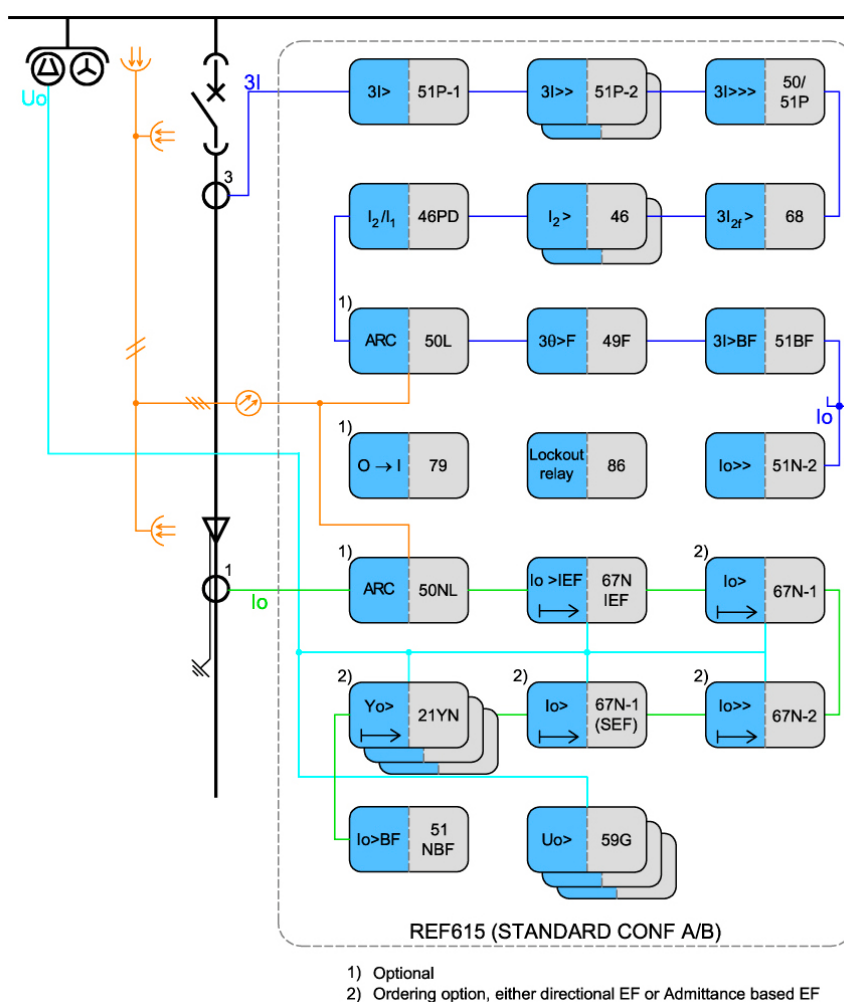 Uo
3I
3
3I> 51P-1
3I>> 51P-2
3I>>> 50/
51P
I2/I1 46PD
I2> 46
3I2f> 68
1)
ARC 50L
3θ>F 49F
3I>BF 51BF
Io
1)
O → I 79
Lockout
relay 86
Io>> 51N-2
1
Io
1)
ARC 50NL
Io >IEF 67N
IEF
2)
Io> 67N-1
2)
Yo> 21YN
2)
Io> 67N-1
(SEF)
2)
Io>> 67N-2
Io>BF 51
NBF
Uo> 59G
REF615 (STANDARD CONF A/B)
1) Optional
2) Ordering option, either directional EF or Admittance based EF